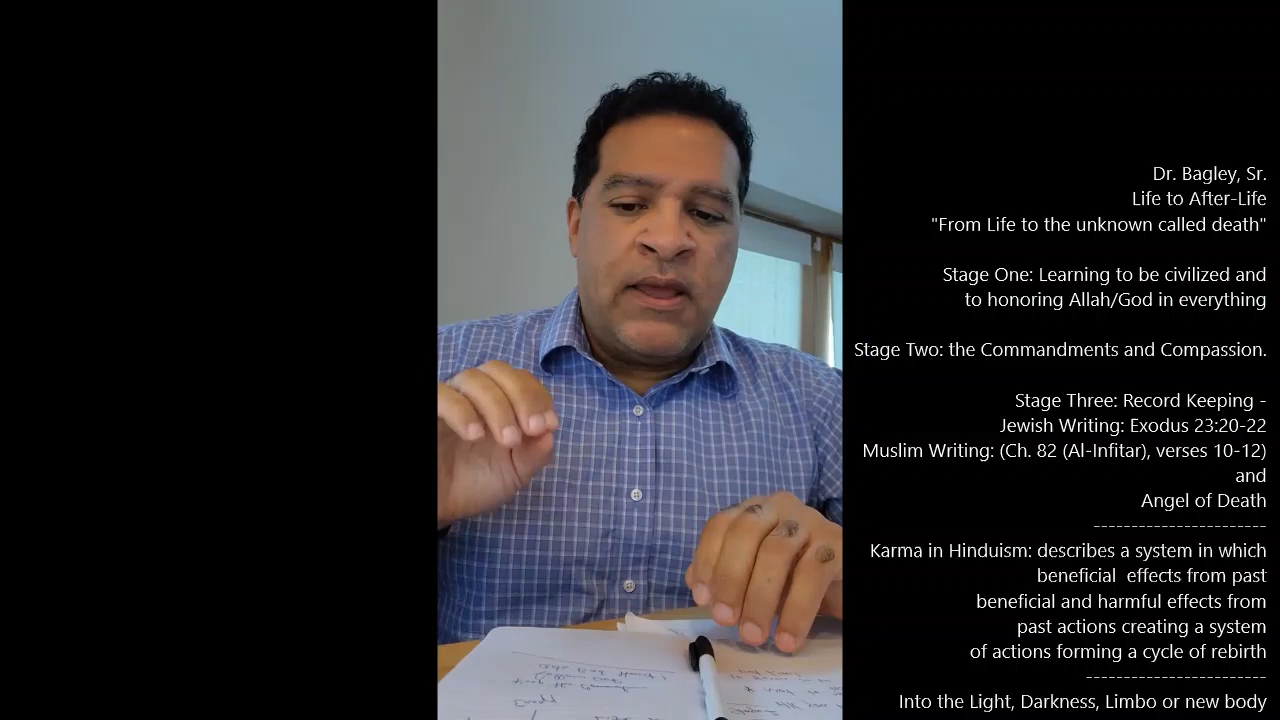 Dr. Bagley, Sr.
Life to After-Life
"From Life to the unknown called death"
Stage One: Learning to be civilized and
to honoring Allah/God in everything
Stage Two: the Commandments and Compassion.
Stage Three: Record Keeping -
Jewish Writing: Exodus 23:20-22
Muslim Writing: (Ch. 82 (Al-Infitar), verses 10-12)
and
Angel of Death
-----------------------
Karma in Hinduism: describes a system in which
beneficial  effects from past
beneficial and harmful effects from
past actions creating a system
of actions forming a cycle of rebirth
------------------------
Into the Light, Darkness, Limbo or new body